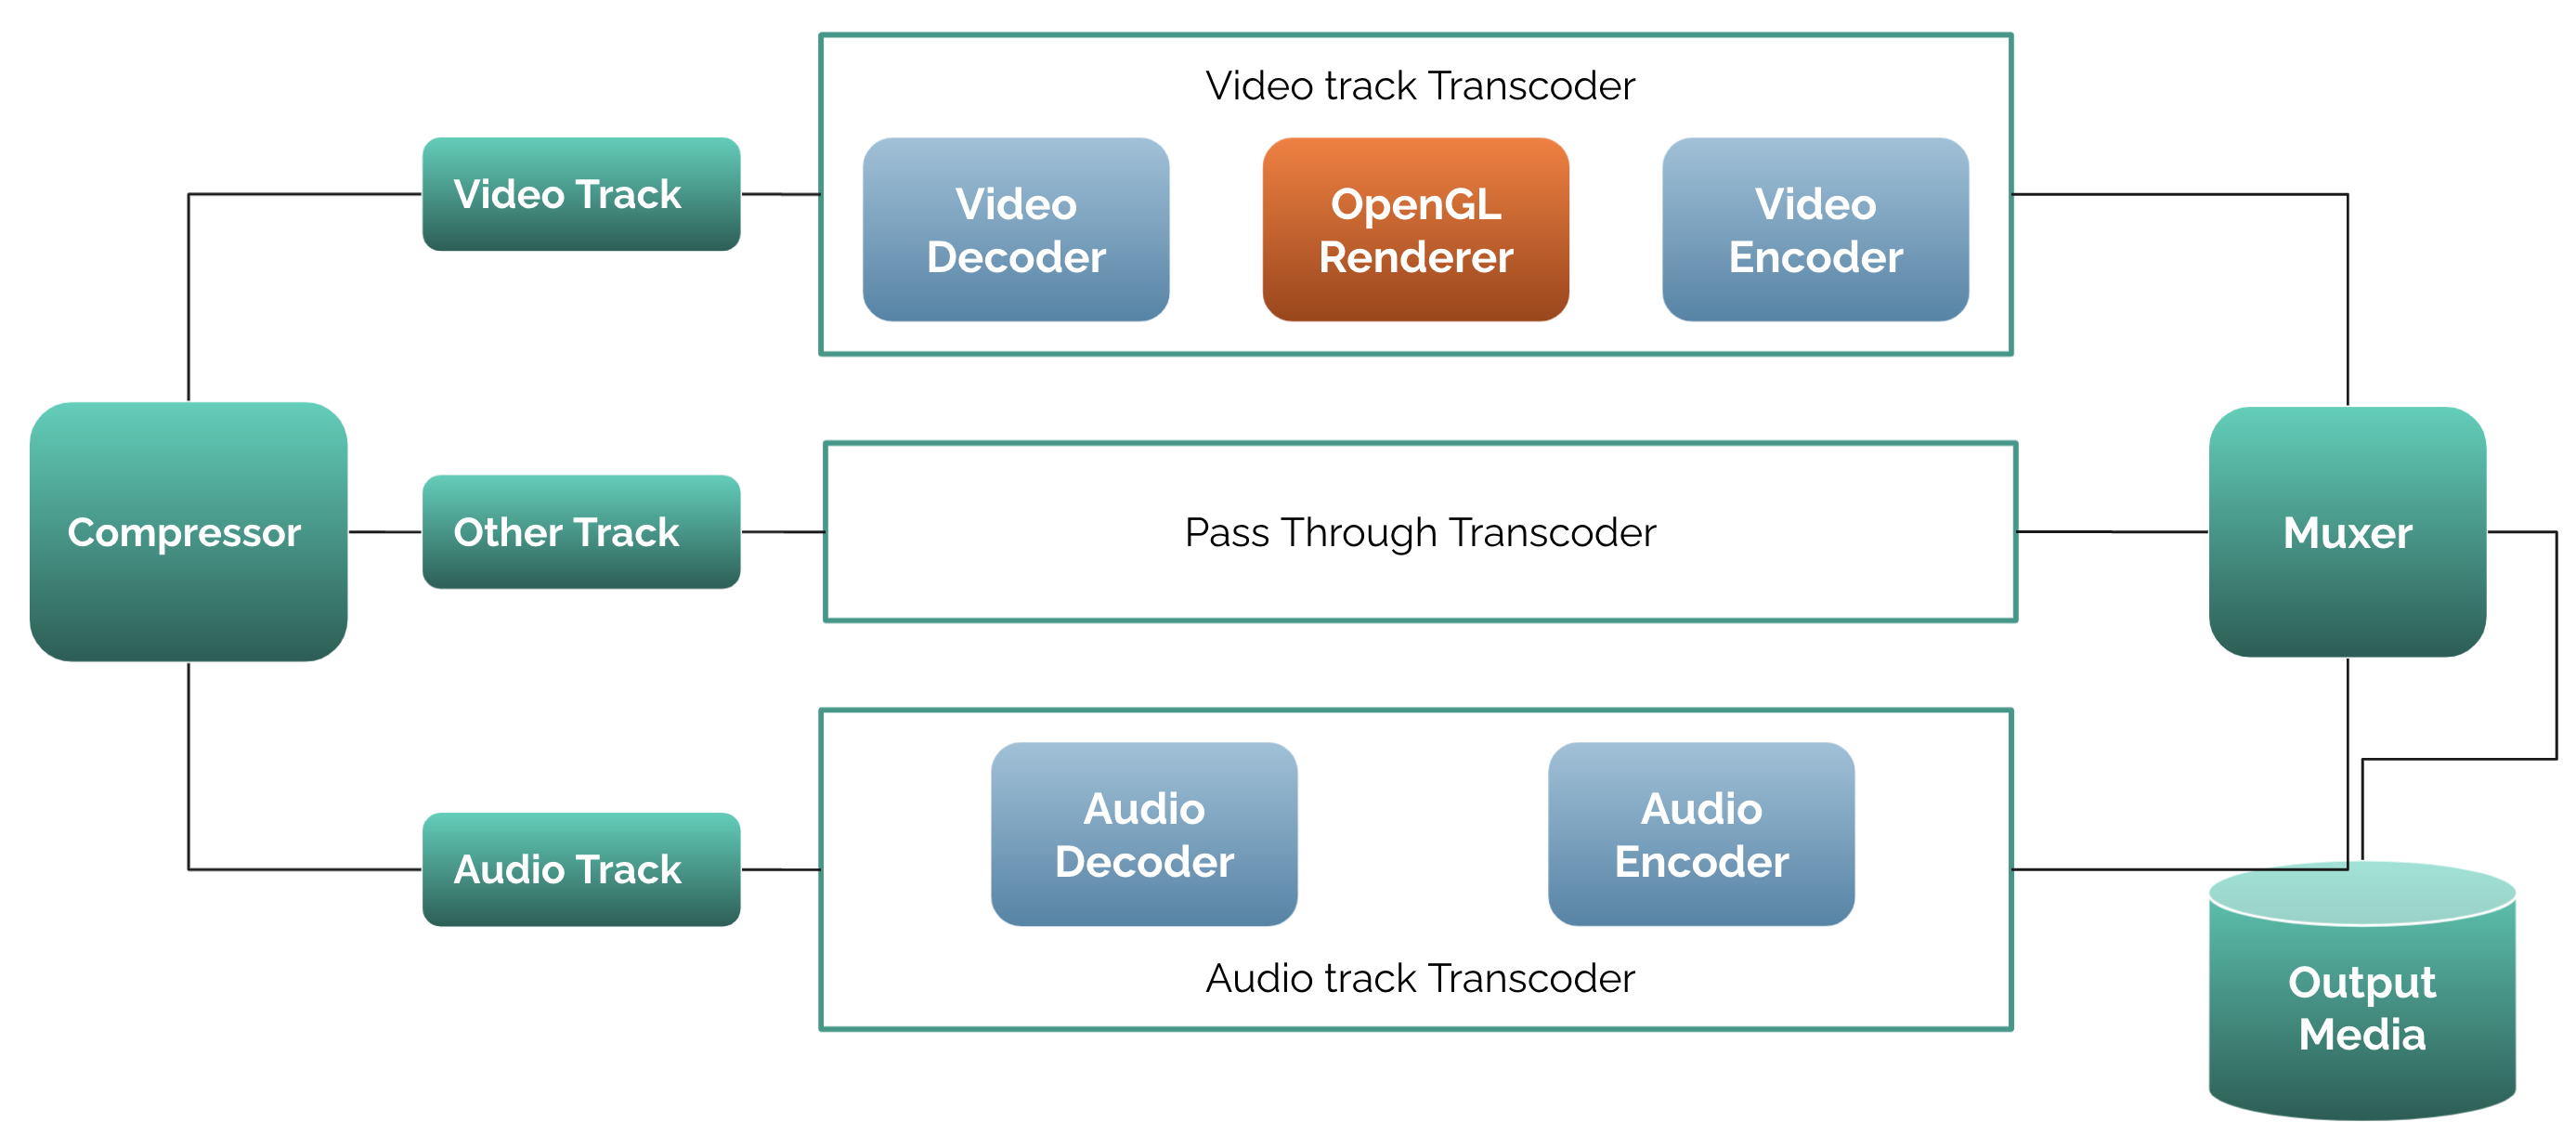 Video track Transcoder
Video Track
Video
Decoder
OpenGL
Renderer
Video
Encoder
Compressor
Other Track
Pass Through Transcoder
Muxer
Audio Track
Audio
Decoder
Audio
Encoder
Audio track Transcoder
Output
Media